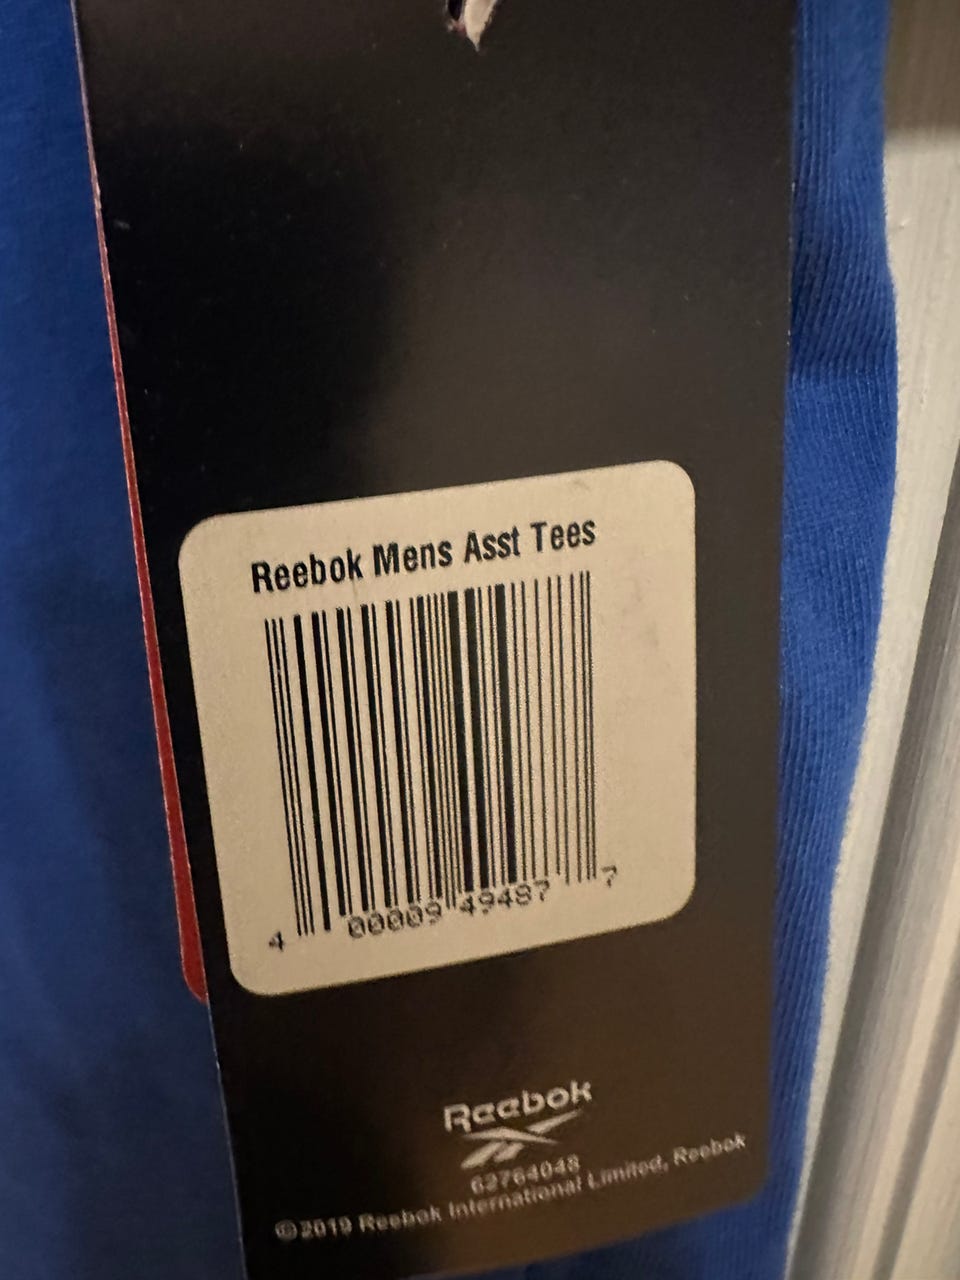 Reebok Mens Asst Tees
4 00009 49487 7
Reebok
62764048
©2019 Reebok International Limited, Reebok